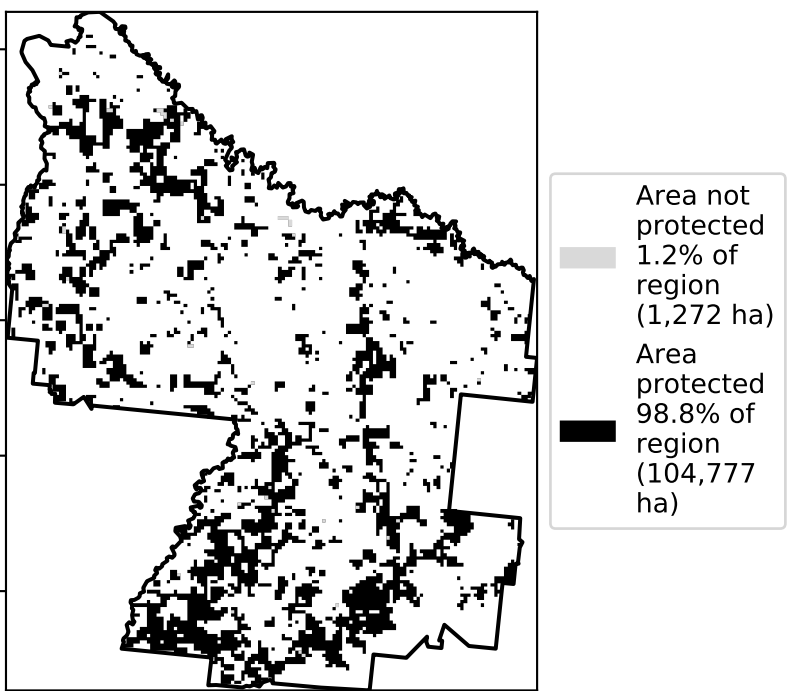 Area not
protected
1.2% of
region
(1,272 ha)
Area
protected
98.8% of
region
(104,777
ha)